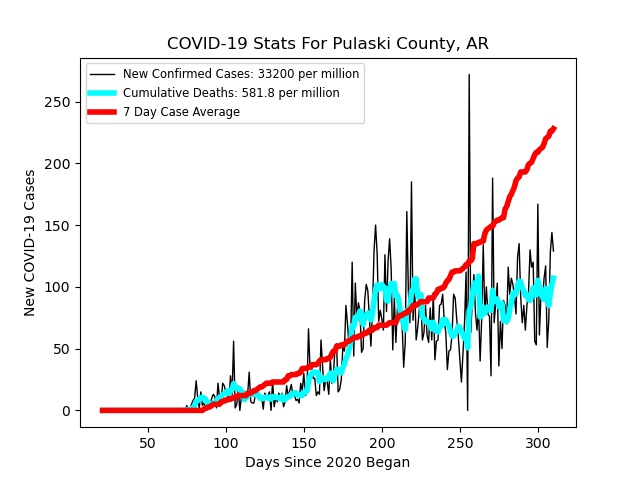 COVID-19 Stats For Pulaski County, AR
New Confirmed Cases: 33200 per million
Cumulative Deaths: 581.8 per million
7 Day Case Average
New COVID-19 Cases
250
200
150
100
50
0
50 100 150 200 250 300
Days Since 2020 Began